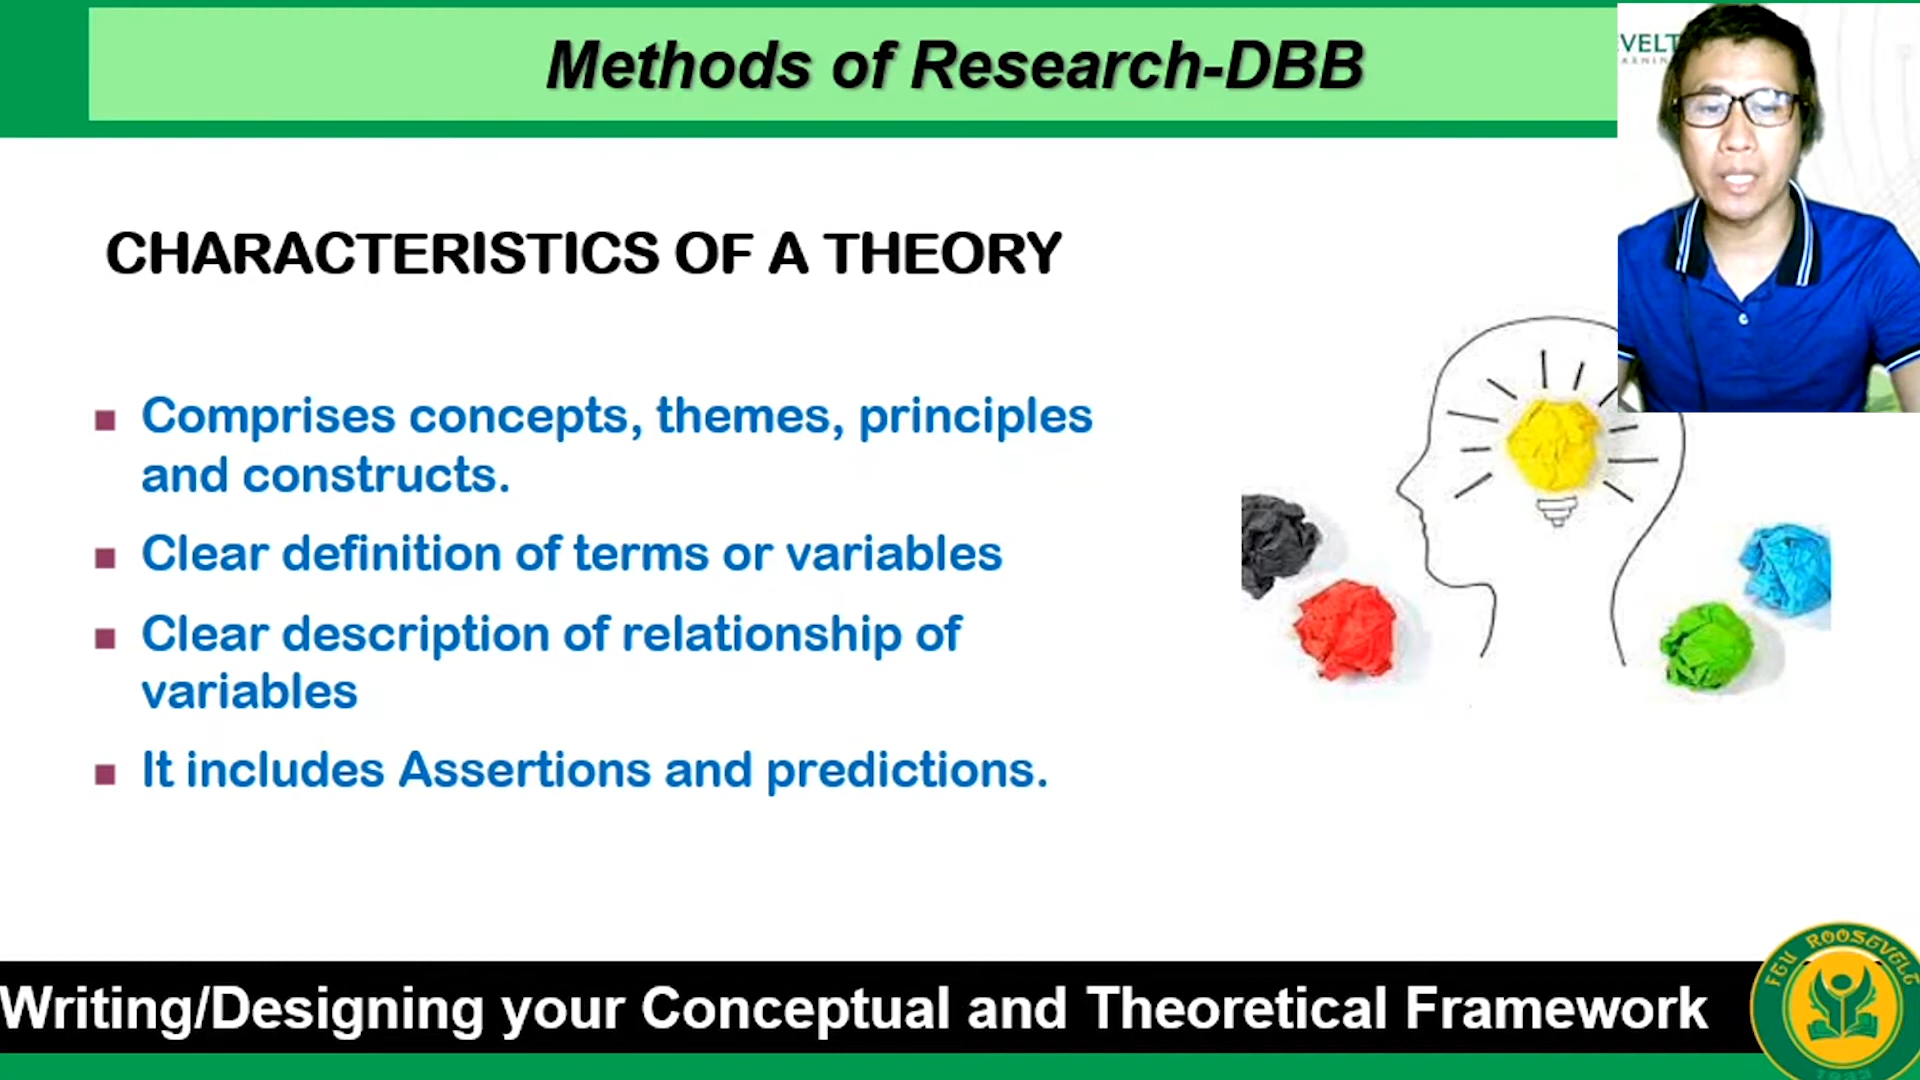 Methods of Research-DBB
CHARACTERISTICS OF A THEORY
Comprises concepts, themes, principles
and constructs.
Clear definition of terms or variables
Clear description of relationship of
variables
It includes Assertions and predictions.
Writing/Designing your Conceptual and Theoretical Framework
FEU ROOSEVELT
1933